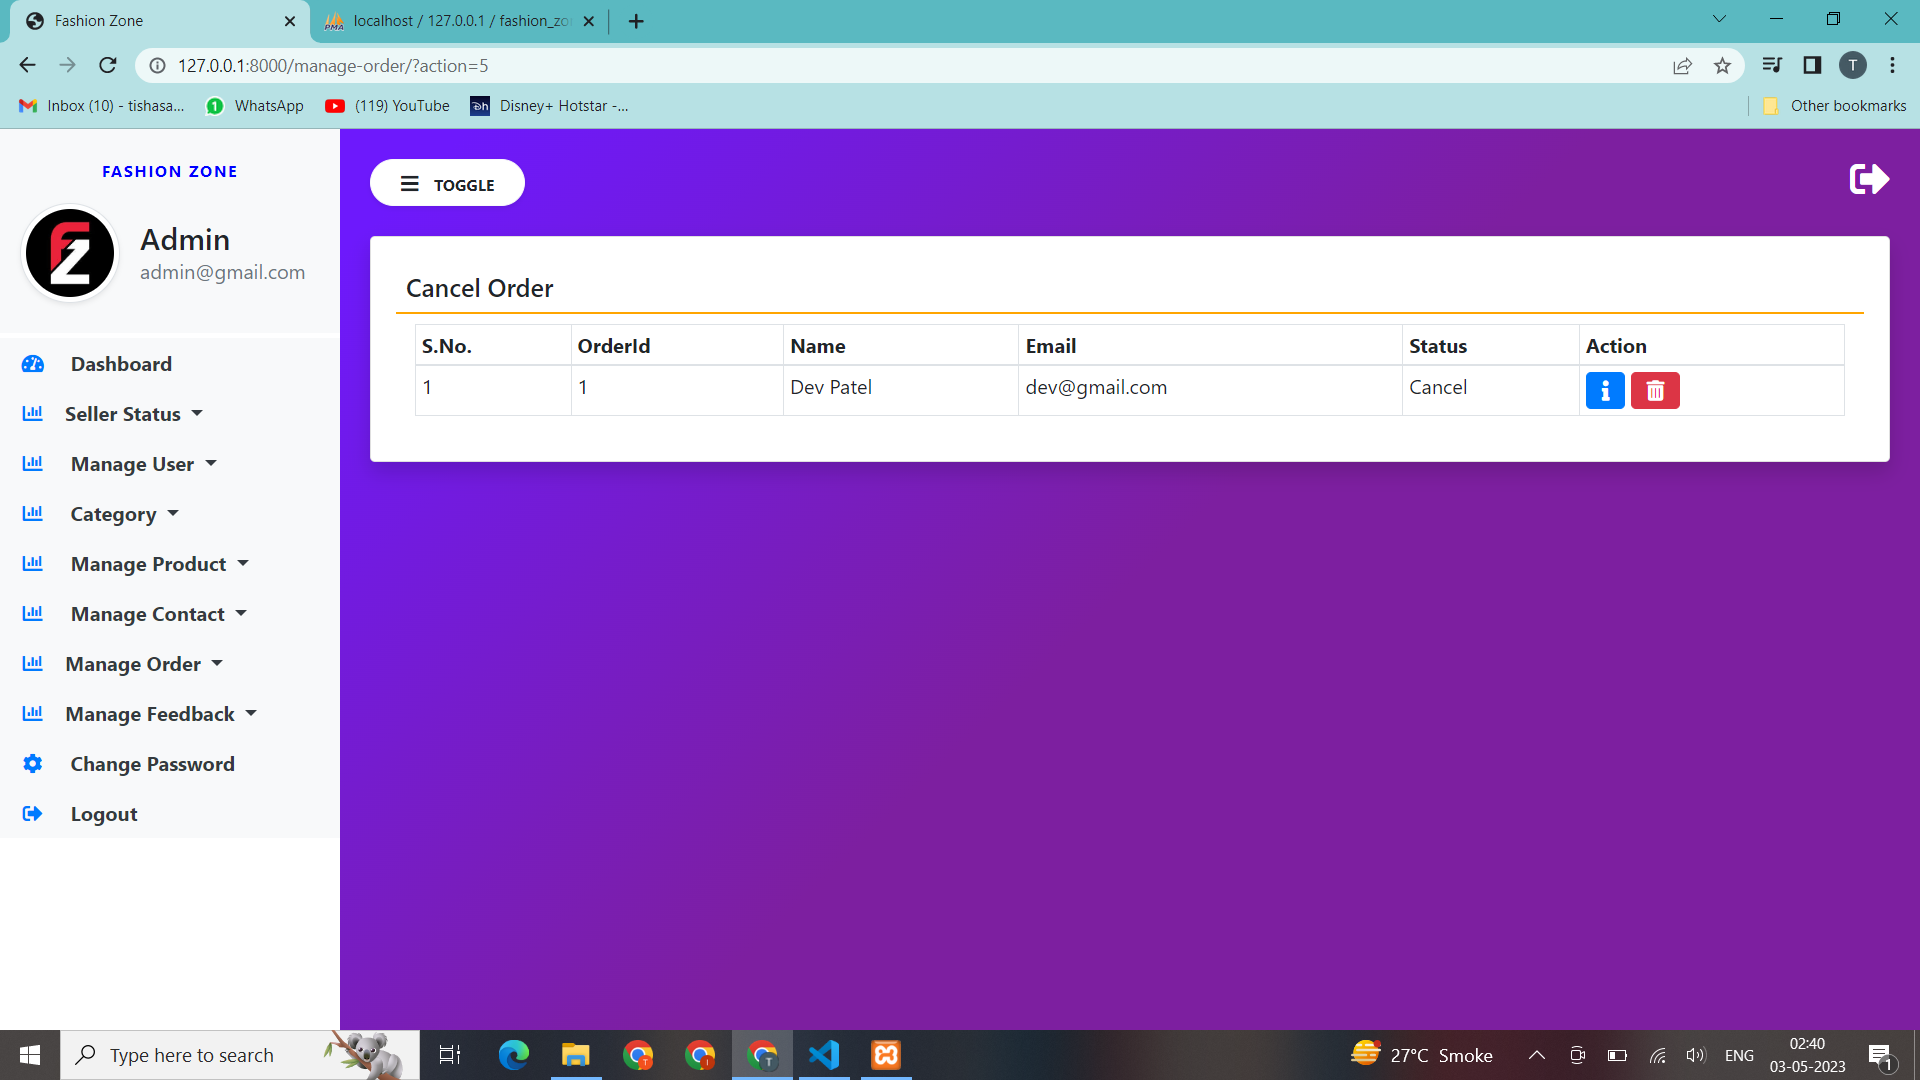 Fashion Zone
localhost / 127.0.0.1 / fashion_zo
127.0.0.1:8000/manage-order/?action=5
T
Inbox (10) - tishasa...
WhatsApp
(119) YouTube
Disney+ Hotstar -...
Other bookmarks
FASHION ZONE
Admin
admin@gmail.com
TOGGLE
Dashboard
Seller Status
Manage User
Category
Manage Product
Manage Contact
Manage Order
Manage Feedback
Change Password
Logout
Cancel Order
S.No. OrderId Name Email Status Action
1 1 Dev Patel dev@gmail.com Cancel
Type here to search
27°C Smoke
ENG
02:40
03-05-2023
1